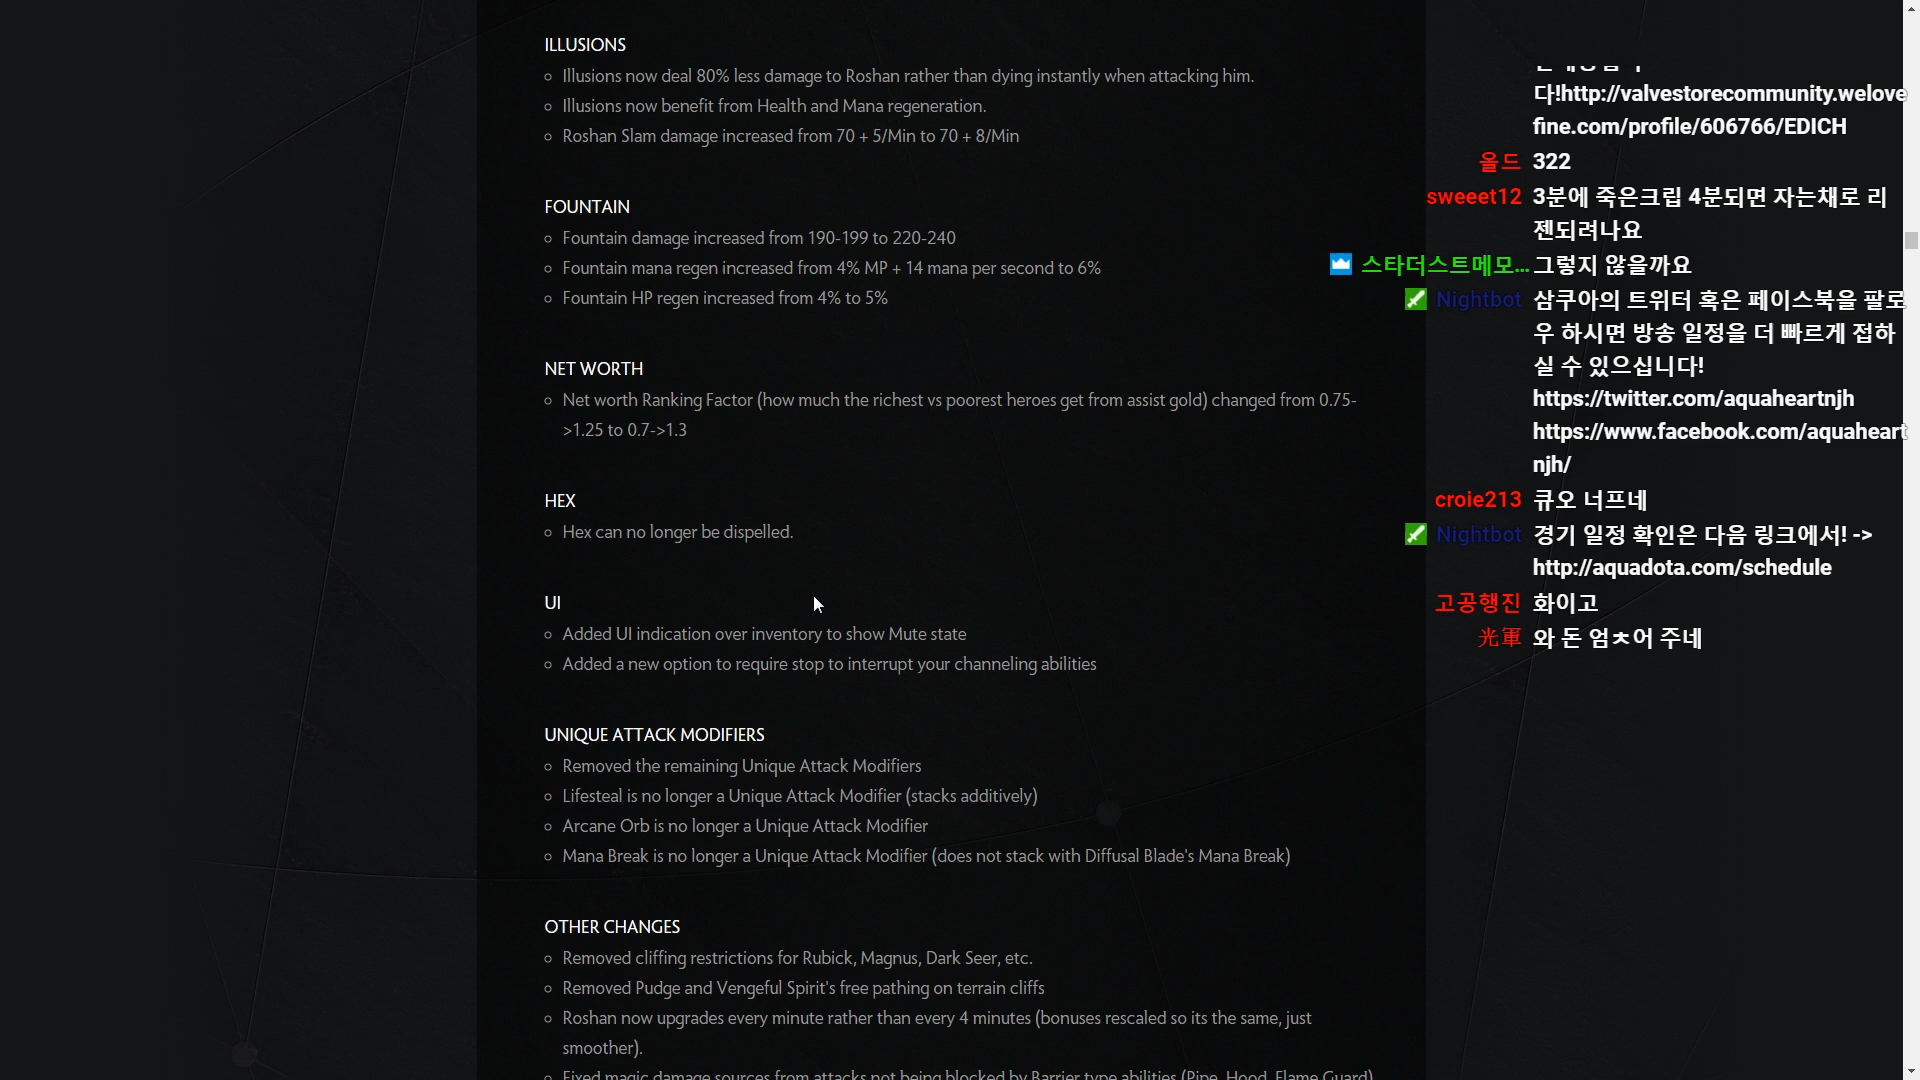 ILLUSIONS
Illusions now deal 80% less damage to Roshan rather than dying instantly when attacking him.
Illusions now benefit from Health and Mana regeneration.
Roshan Slam damage increased from 70 + 5/Min to 70 + 8/Min
FOUNTAIN
Fountain damage increased from 190-199 to 220-240
Fountain mana regen increased from 4% MP + 14 mana per second to 6%
Fountain HP regen increased from 4% to 5%
NET WORTH
Net worth Ranking Factor (how much the richest vs poorest heroes get from assist gold) changed from 0.75-
>1.25 to 0.7->1.3
HEX
Hex can no longer be dispelled.
UI
Added UI indication over inventory to show Mute state
Added a new option to require stop to interrupt your channeling abilities
UNIQUE ATTACK MODIFIERS
Removed the remaining Unique Attack Modifiers
Lifesteal is no longer a Unique Attack Modifier (stacks additively)
Arcane Orb is no longer a Unique Attack Modifier
Mana Break is no longer a Unique Attack Modifier (does not stack with Diffusal Blade's Mana Break)
OTHER CHANGES
Removed cliffing restrictions for Rubick, Magnus, Dark Seer, etc.
Removed Pudge and Vengeful Spirit's free pathing on terrain cliffs
Roshan now upgrades every minute rather than every 4 minutes (bonuses rescaled so its the same, just
smoother).
Fixed magic damage sources from attacks not being blocked by Barrier type abilities (Pipe, Hood, Flame Guard)
다!http://valvestorecommunity.welove
fine.com/profile/606766/EDICH
올드 322
sweeet12 3분에 죽은크립 4분되면 자는채로 리
젠되려나요
스타더스트메모... 그렇지 않을까요
Nightbot 삼쿠아의 트위터 혹은 페이스북을 팔로
우 하시면 방송 일정을 더 빠르게 접하
실 수 있으십니다!
https://twitter.com/aquaheartnjh
https://www.facebook.com/aquaheart
njh/
croie213 큐오 너프네
Nightbot 경기 일정 확인은 다음 링크에서! ->
http://aquadota.com/schedule
고공행진 화이고
光軍 와 돈 엄ㅊ어 주네